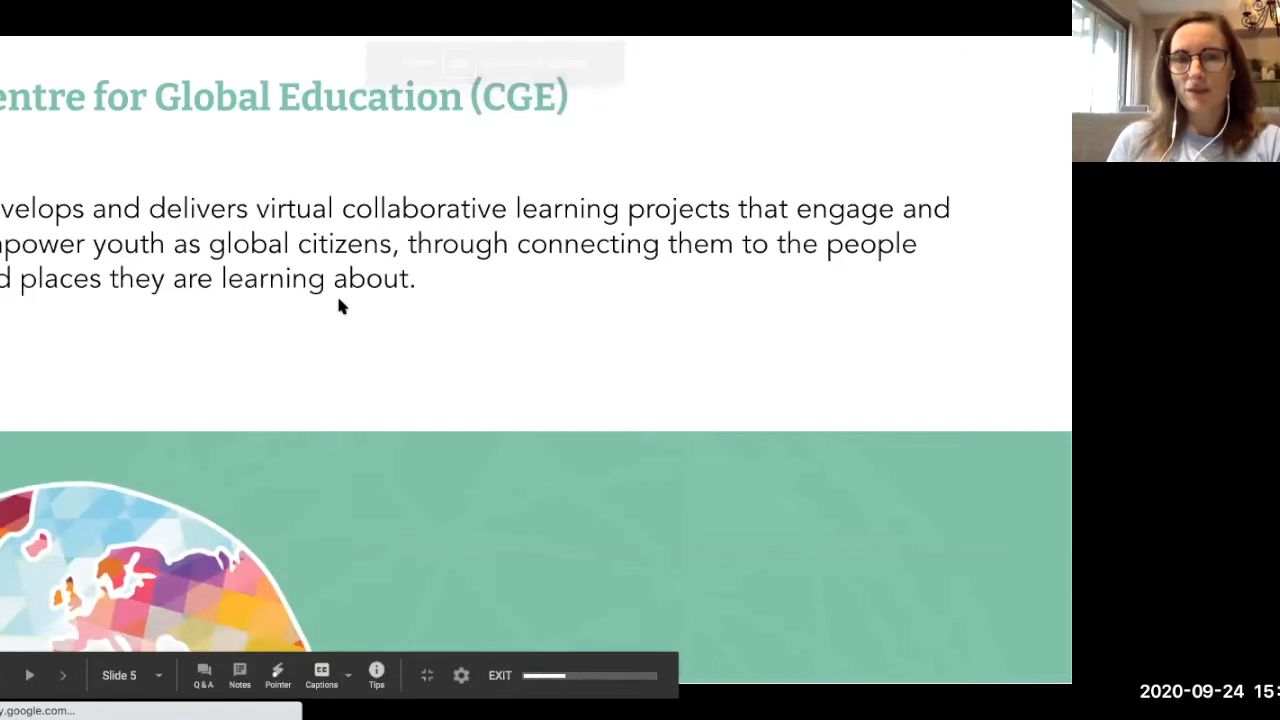 entre for Global Education (CGE)
velops and delivers virtual collaborative learning projects that engage and
power youth as global citizens, through connecting them to the people
d places they are learning about.
Slide 5
Q&A
Notes
Pointer
CC
Captions
Tips
EXIT
y.google.com...
2020-09-24 15: